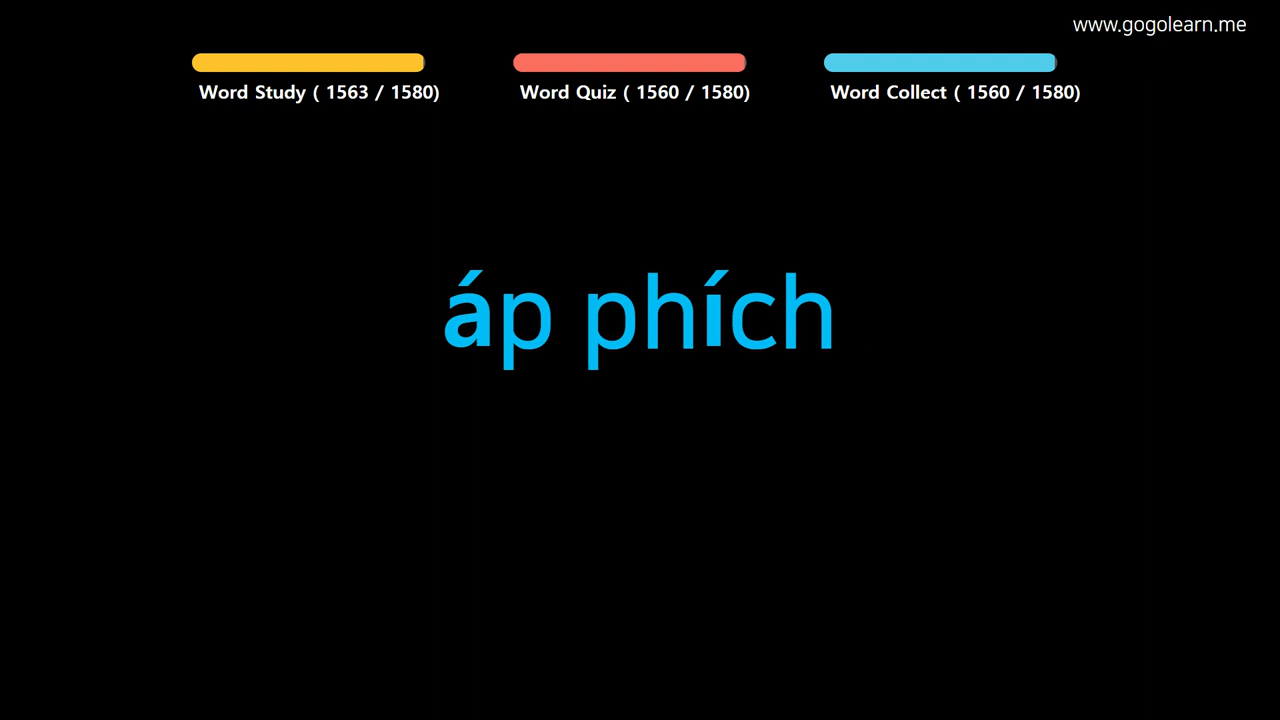 www.gogolearn.me
Word Study ( 1563 / 1580)
Word Quiz ( 1560 / 1580)
Word Collect ( 1560 / 1580)
áp phích